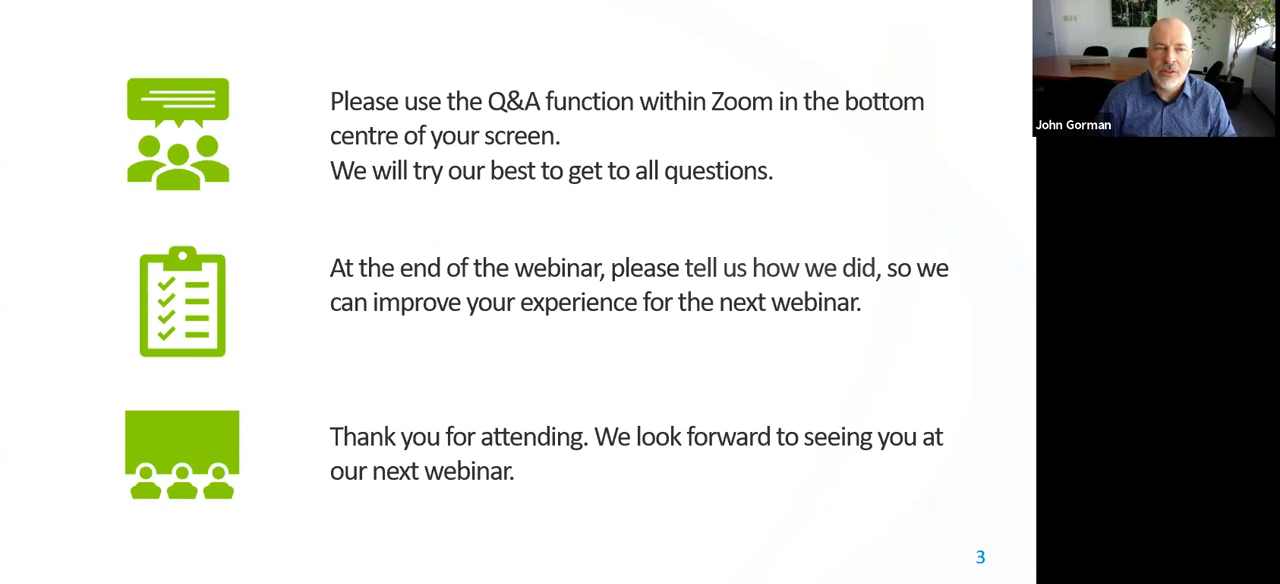 Please use the Q&A function within Zoom in the bottom
centre of your screen.
We will try our best to get to all questions.
At the end of the webinar, please tell us how we did, so we
can improve your experience for the next webinar.
Thank you for attending. We look forward to seeing you at
our next webinar.
3
John Gorman